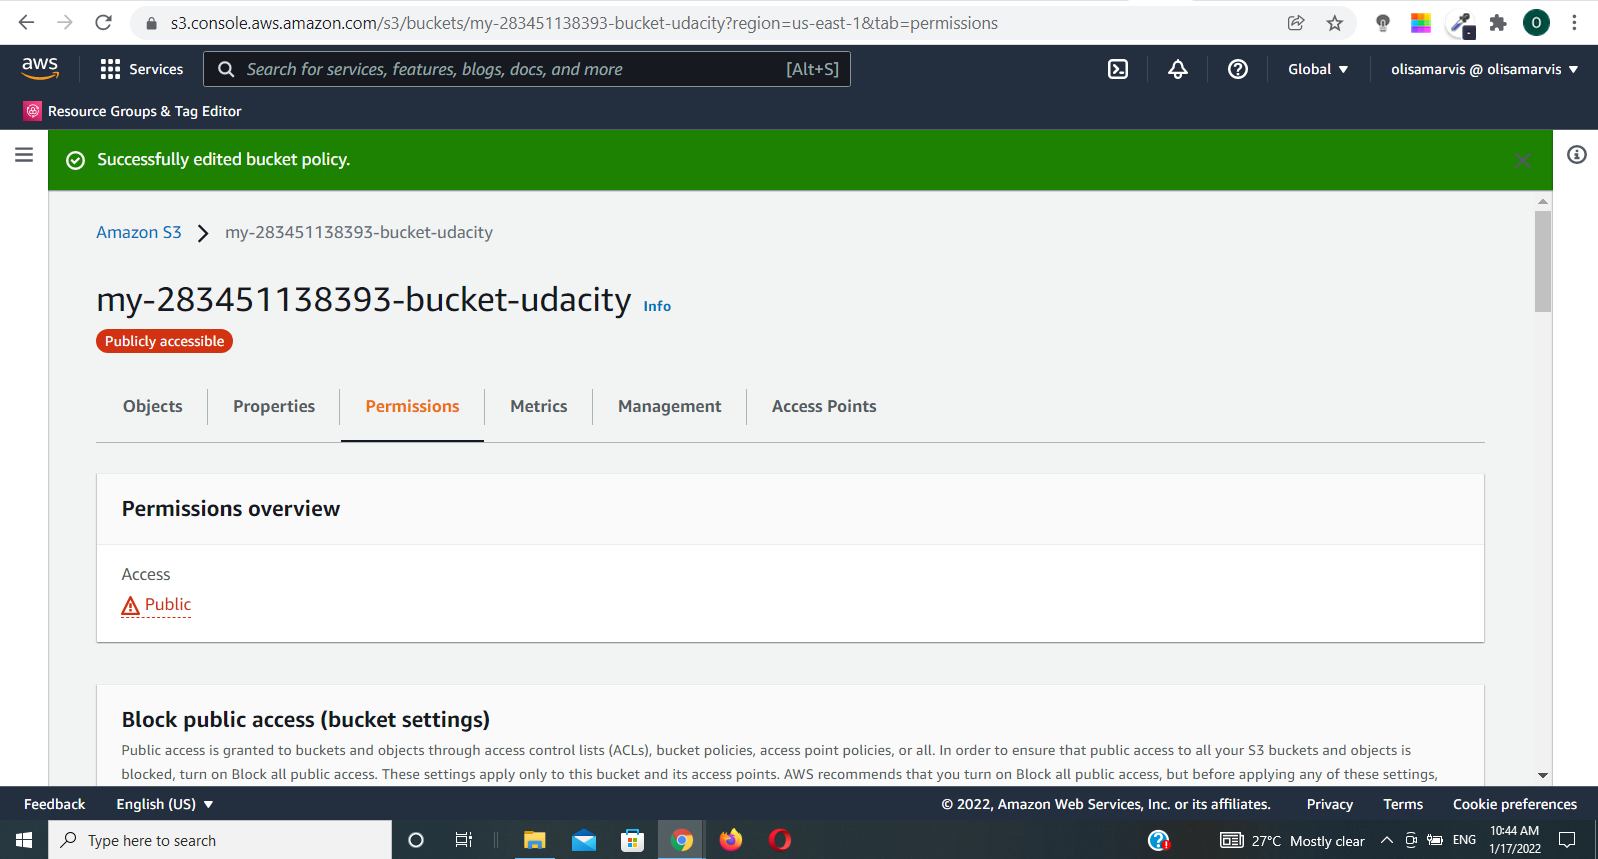 s3.console.aws.amazon.com/s3/buckets/my-283451138393-bucket-udacity?region=us-east-1&tab=permissions
O
aws
Services
Search for services, features, blogs, docs, and more
[Alt+S]
Global
olisamarvis @ olisamarvis
Resource Groups & Tag Editor
Successfully edited bucket policy.
Amazon S3
my-283451138393-bucket-udacity
my-283451138393-bucket-udacity Info
Publicly accessible
Objects
Properties
Permissions
Metrics
Management
Access Points
Permissions overview
Access
Public
Block public access (bucket settings)
Public access is granted to buckets and objects through access control lists (ACLs), bucket policies, access point policies, or all. In order to ensure that public access to all your S3 buckets and objects is
blocked, turn on Block all public access. These settings apply only to this bucket and its access points. AWS recommends that you turn on Block all public access, but before applying any of these settings,
Feedback
English (US)
© 2022, Amazon Web Services, Inc. or its affiliates.
Privacy
Terms
Cookie preferences
Type here to search
27°C Mostly clear
ENG
10:44 AM
1/17/2022